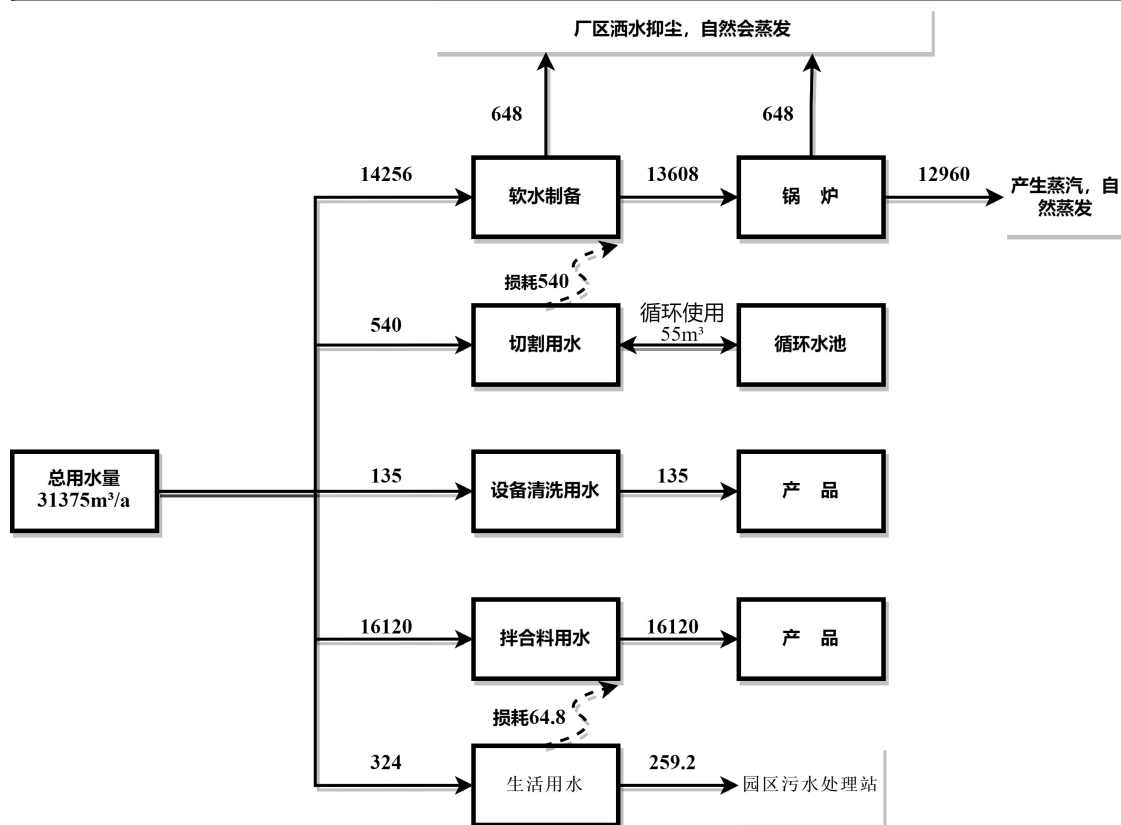 厂区洒水抑尘，自然会蒸发
648
648
14256
软水制备
13608
锅 炉
12960
产生蒸汽，自
然蒸发
损耗540
540
切割用水
循环使用
55m³
循环水池
总用水量
31375m³/a
135
设备清洗用水
135
产 品
16120
拌合料用水
16120
产 品
损耗64.8
324
生活用水
259.2
园区污水处理站